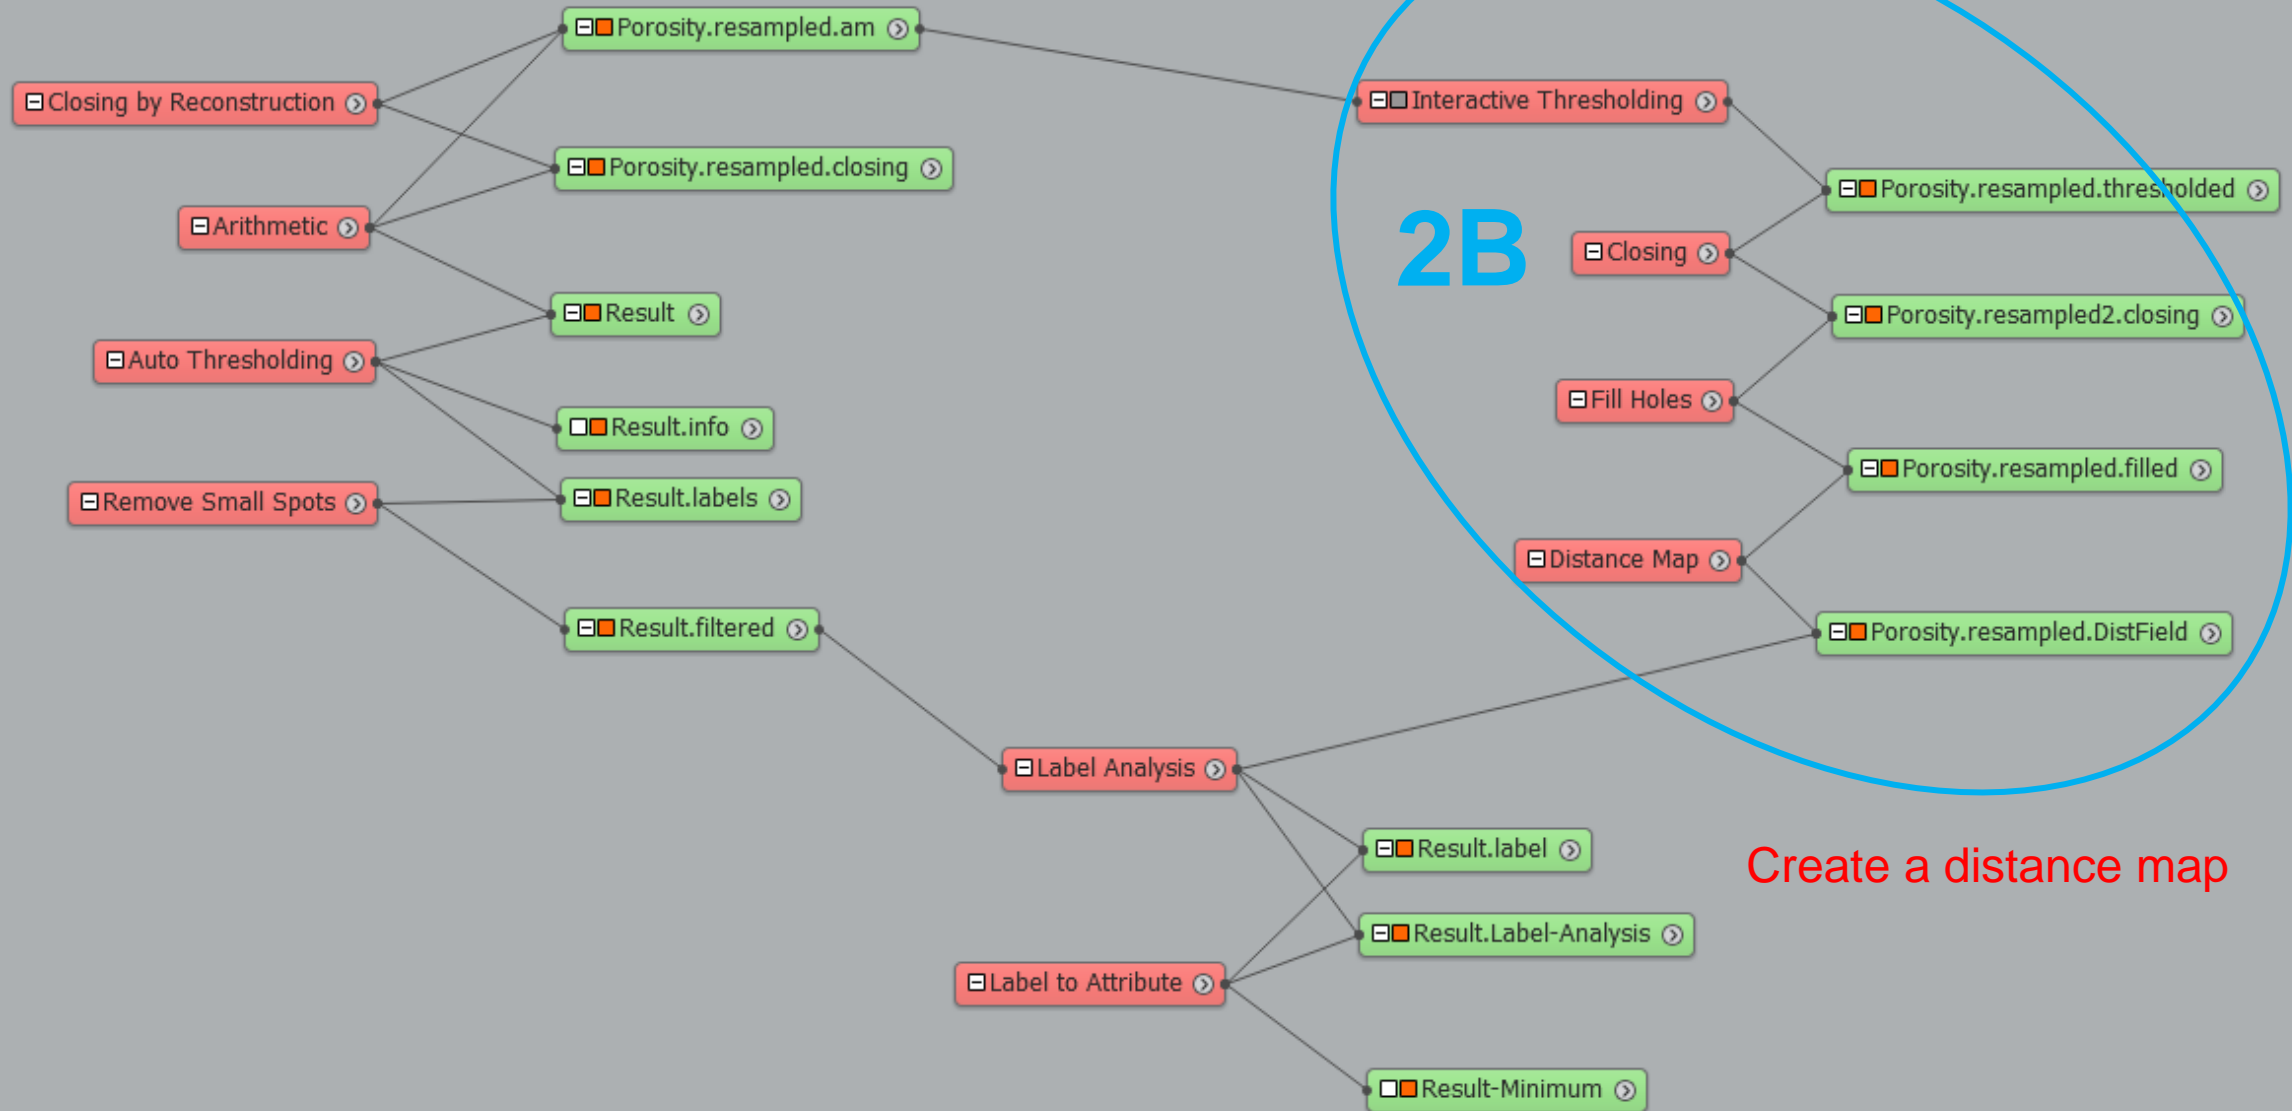 Porosity.resampled.am
Closing by Reconstruction
Interactive Thresholding
Porosity.resampled.closing
Porosity.resampled.thresholded
Arithmetic
2B
Closing
Result
Porosity.resampled2.closing
Auto Thresholding
Fill Holes
Result.info
Porosity.resampled.filled
Remove Small Spots
Result.labels
Distance Map
Result.filtered
Porosity.resampled.DistField
Label Analysis
Result.label
Create a distance map
Result.Label-Analysis
Label to Attribute
Result-Minimum